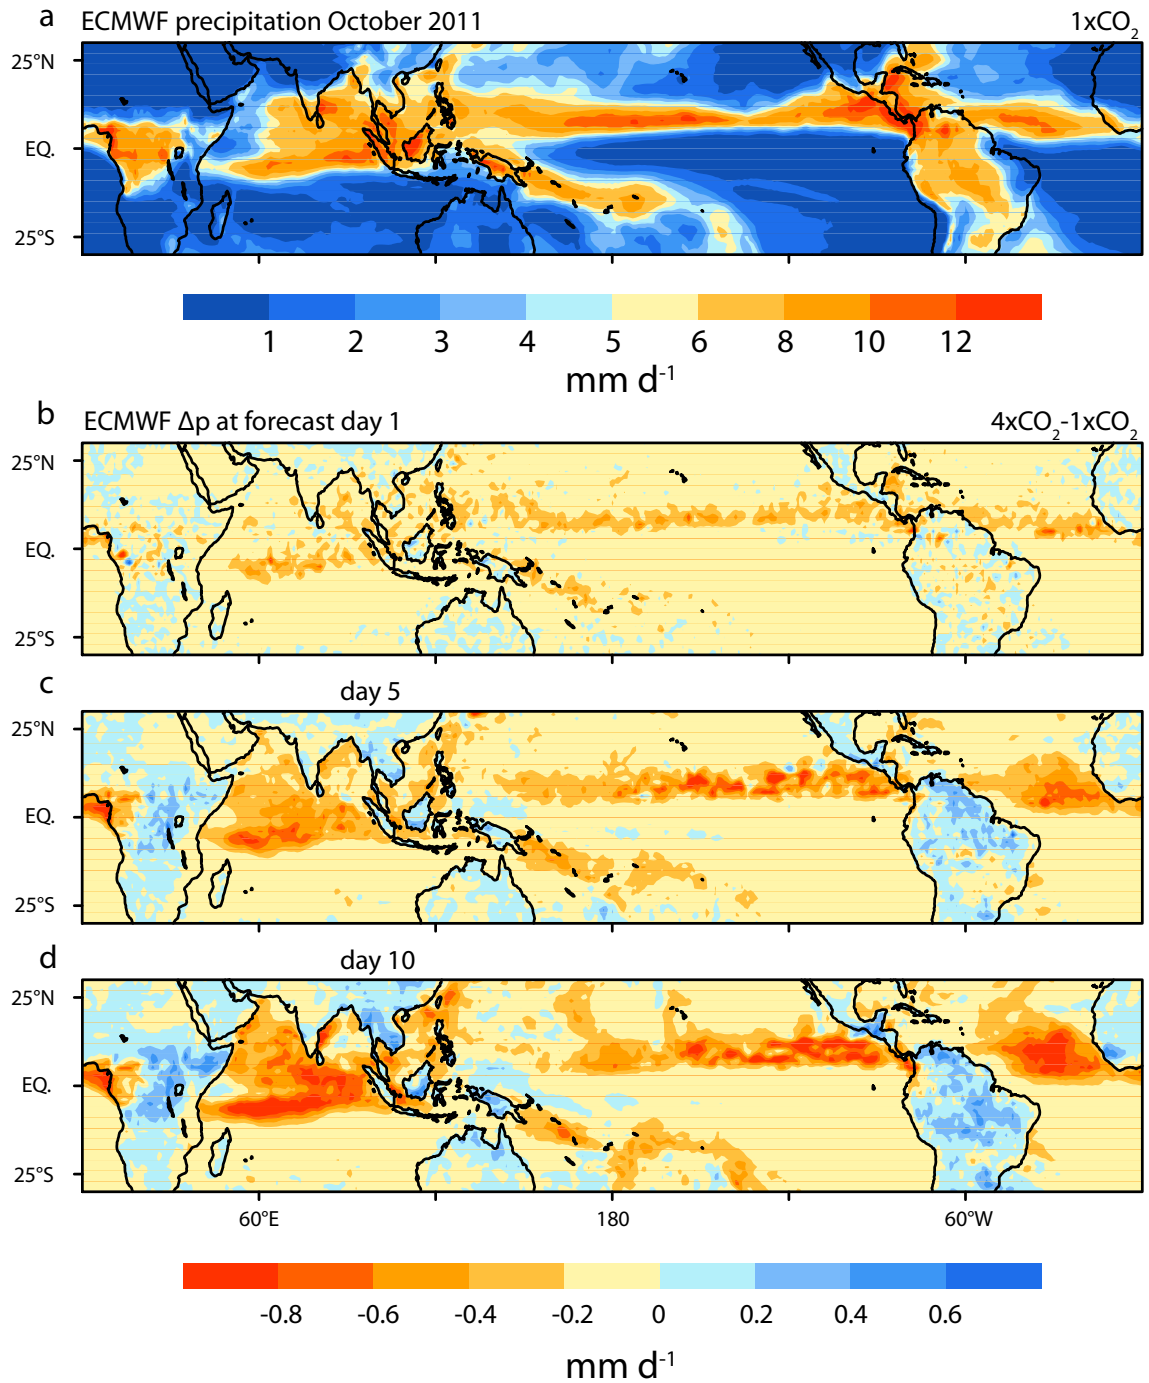 a ECMWF precipitation October 2011 1xCO₂
25°N
EQ.
25°S
1 2 3 4 5 6 8 10 12
mm d⁻¹
b ECMWF Δp at forecast day 1 4xCO₂-1xCO₂
25°N
EQ.
25°S
c day 5
25°N
EQ.
25°S
d day 10
25°N
EQ.
25°S
60°E 180 60°W
-0.8 -0.6 -0.4 -0.2 0 0.2 0.4 0.6
mm d⁻¹